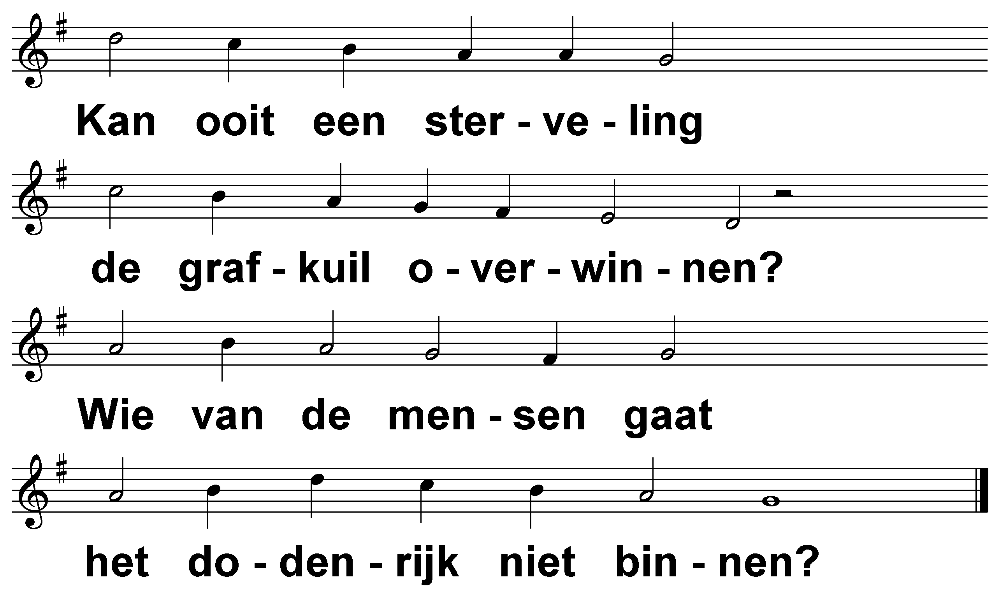 Kan ooit een ster - ve - ling
de graf - kuil o - ver - win - nen?
Wie van de men - sen gaat
het do - den - rijk niet bin - nen?